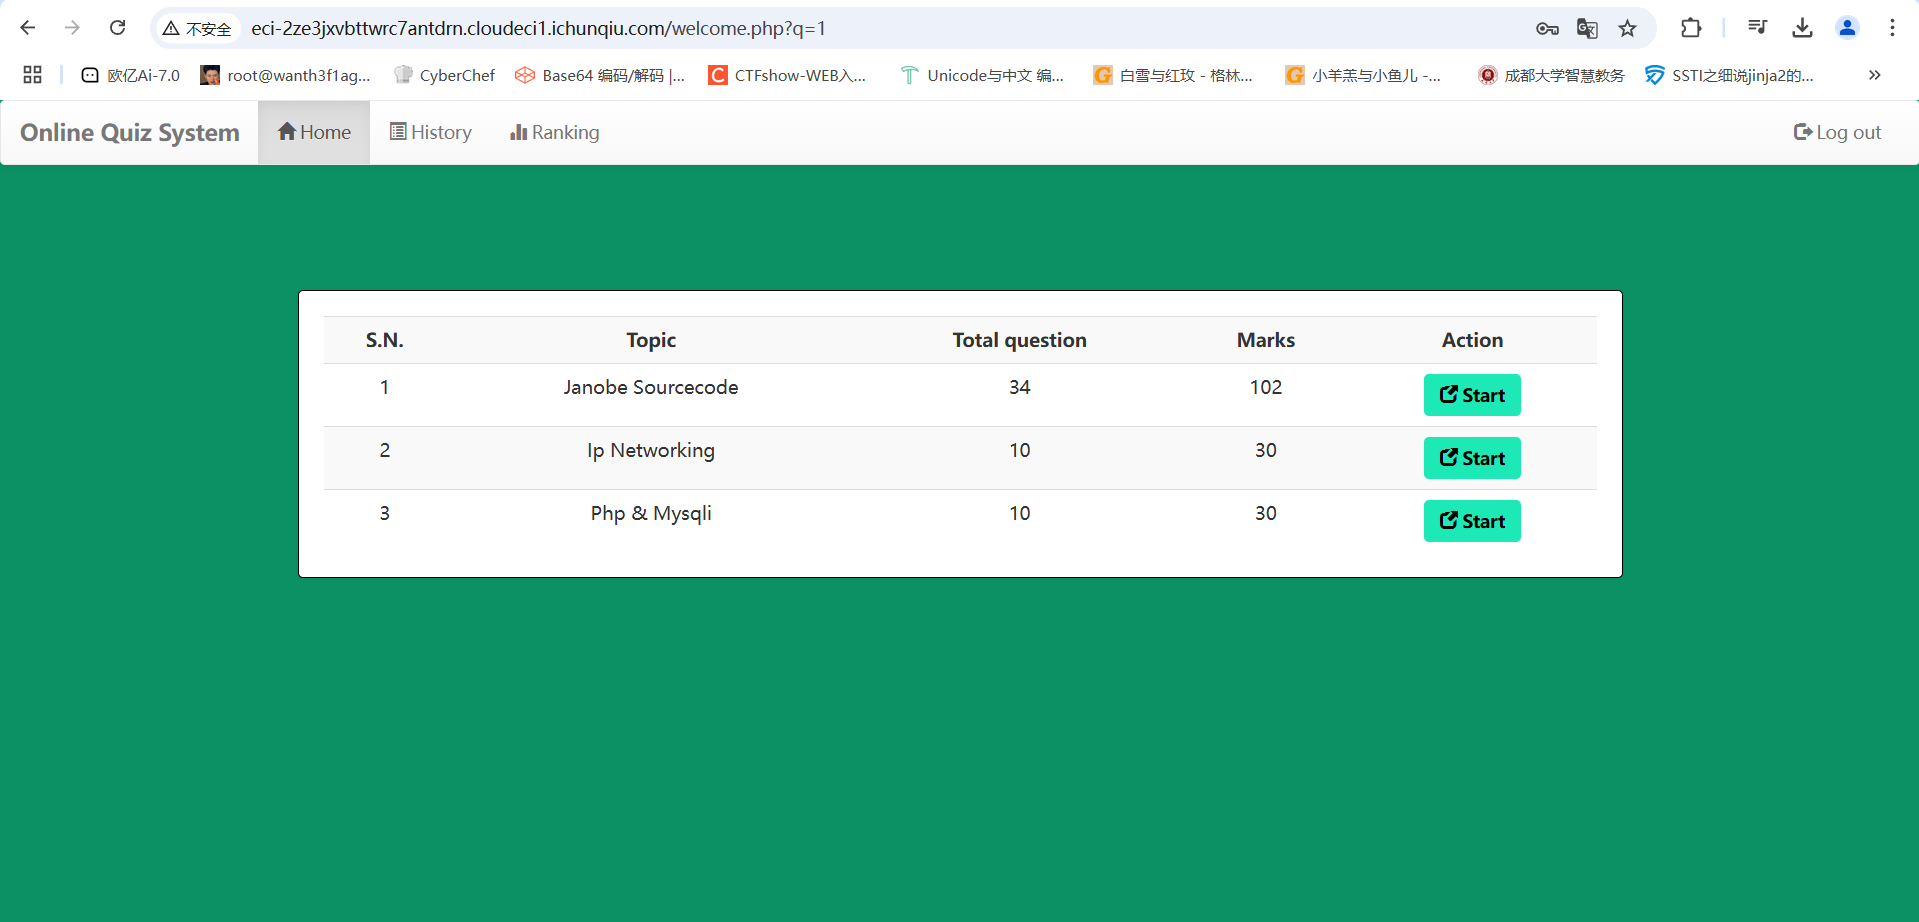 不安全 eci-2ze3jxvbttwrc7antdrn.cloudeci1.ichunqiu.com/welcome.php?q=1
欧亿Ai-7.0 root@wanth3f1ag... CyberChef Base64 编码/解码 |... CTFshow-WEB入... Unicode与中文 编... 白雪与红玫 - 格林... 小羊羔与小鱼儿 -... 成都大学智慧教务 SSTI之细说jinja2的... »
Online Quiz System Home History Ranking Log out
S.N. Topic Total question Marks Action
1 Janobe Sourcecode 34 102 Start
2 Ip Networking 10 30 Start
3 Php & Mysqli 10 30 Start